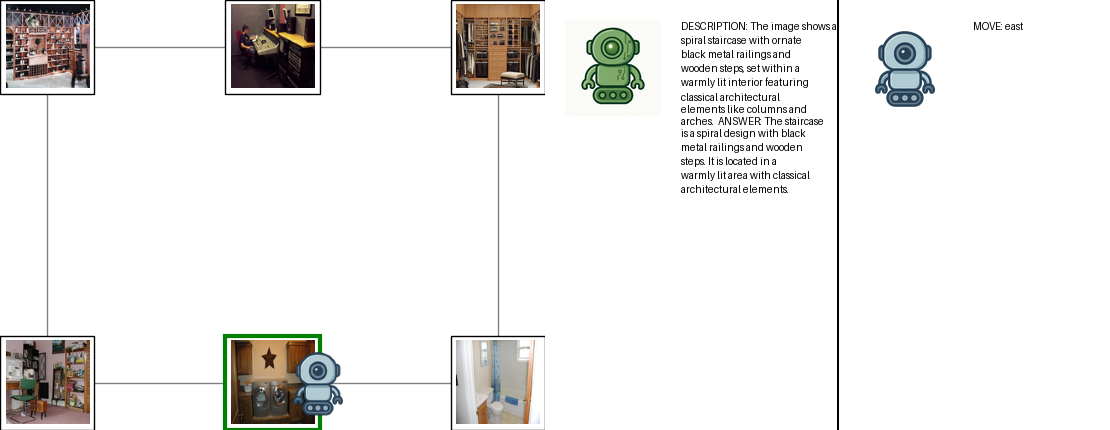 DESCRIPTION: The image shows a
spiral staircase with ornate
black metal railings and
wooden steps, set within a
warmly lit interior featuring
classical architectural
elements like columns and
arches.  ANSWER: The staircase
is a spiral design with black
metal railings and wooden
steps. It is located in a
warmly lit area with classical
architectural elements.
MOVE: east